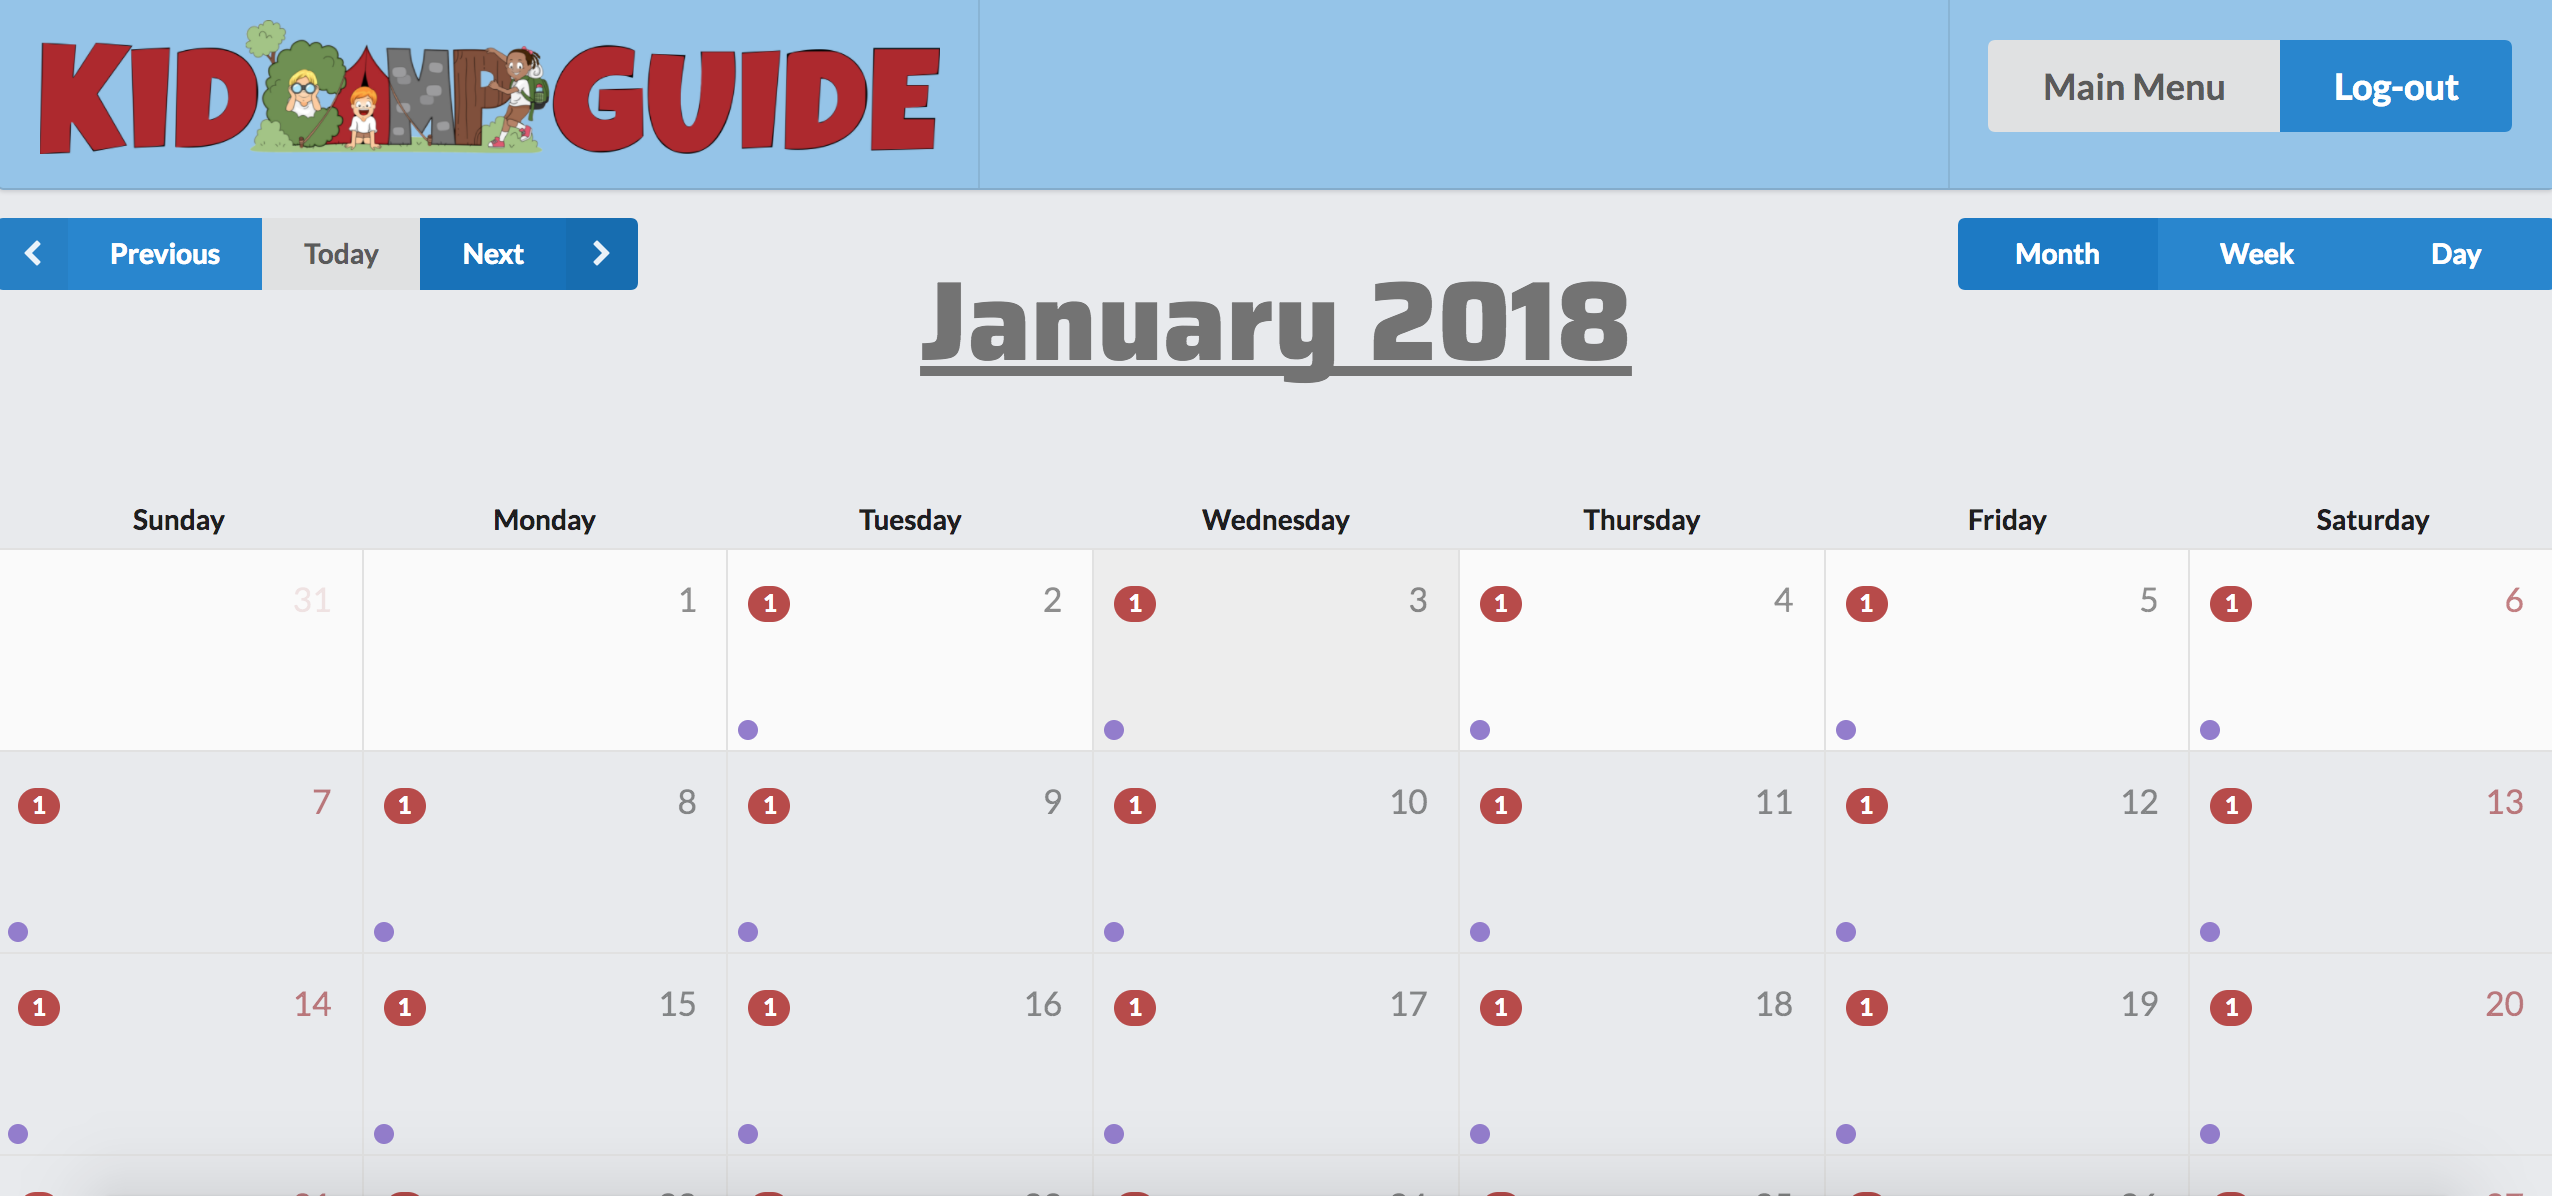 KIDCAMPGUIDE
Main Menu Log-out
Previous Today Next
Month Week Day
January 2018
Sunday Monday Tuesday Wednesday Thursday Friday Saturday
31 1 1 2 1 3 1 4 1 5 1 6
1 7 1 8 1 9 1 10 1 11 1 12 1 13
1 14 1 15 1 16 1 17 1 18 1 19 1 20